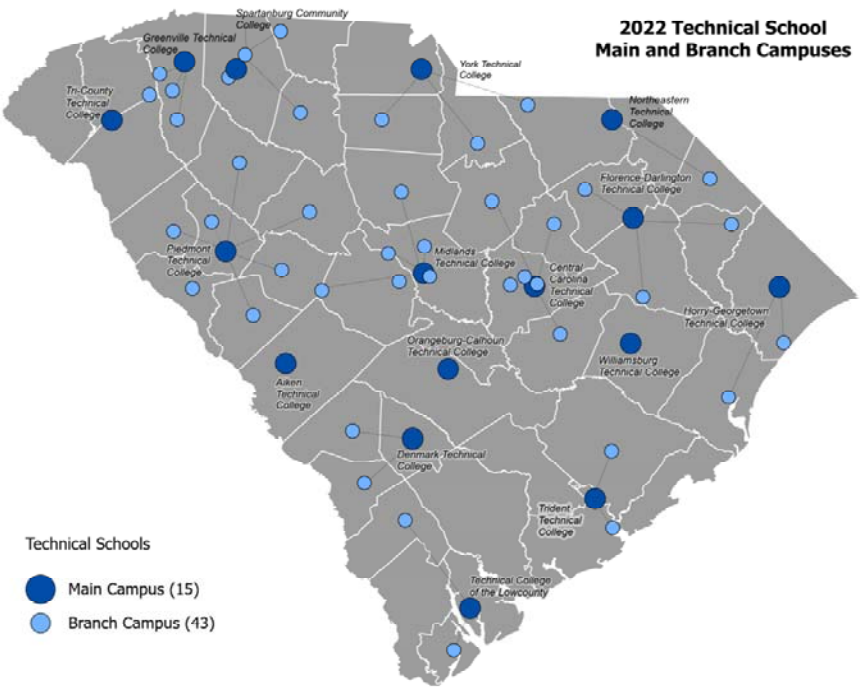 2022 Technical School
Main and Branch Campuses
Spartanburg Community
College
Greenville Technical
College
York Technical
College
Tri-County
Technical
College
Northeastern
Technical
College
Florence-Darlington
Technical College
Piedmont
Technical
College
Midlands
Technical College
Central
Carolina
Technical
College
Horry-Georgetown
Technical College
Orangeburg-Calhoun
Technical College
Williamsburg
Technical College
Aiken
Technical
College
Denmark Technical
College
Trident
Technical
College
Technical College
of the Lowcounty
Technical Schools
Main Campus (15)
Branch Campus (43)